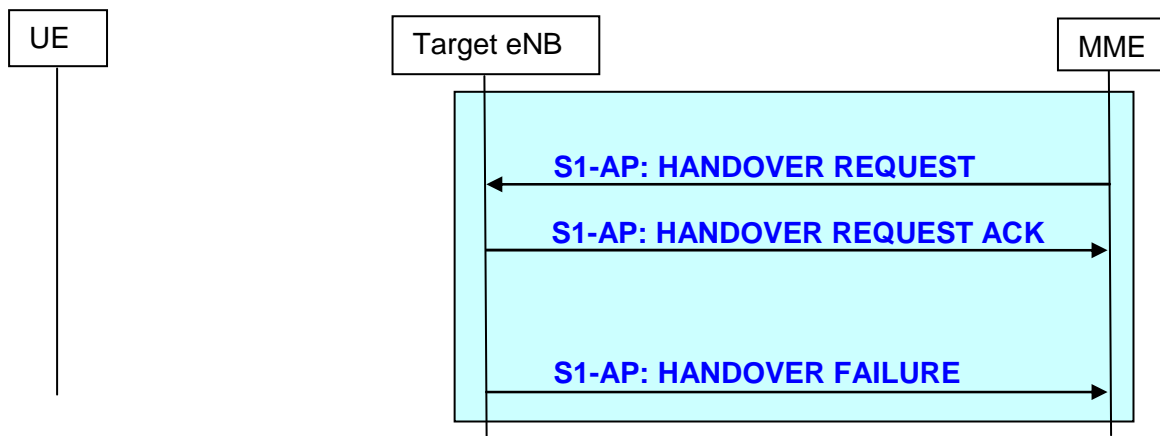 UE
Target eNB
MME
S1-AP: HANDOVER REQUEST
S1-AP: HANDOVER REQUEST ACK
S1-AP: HANDOVER FAILURE